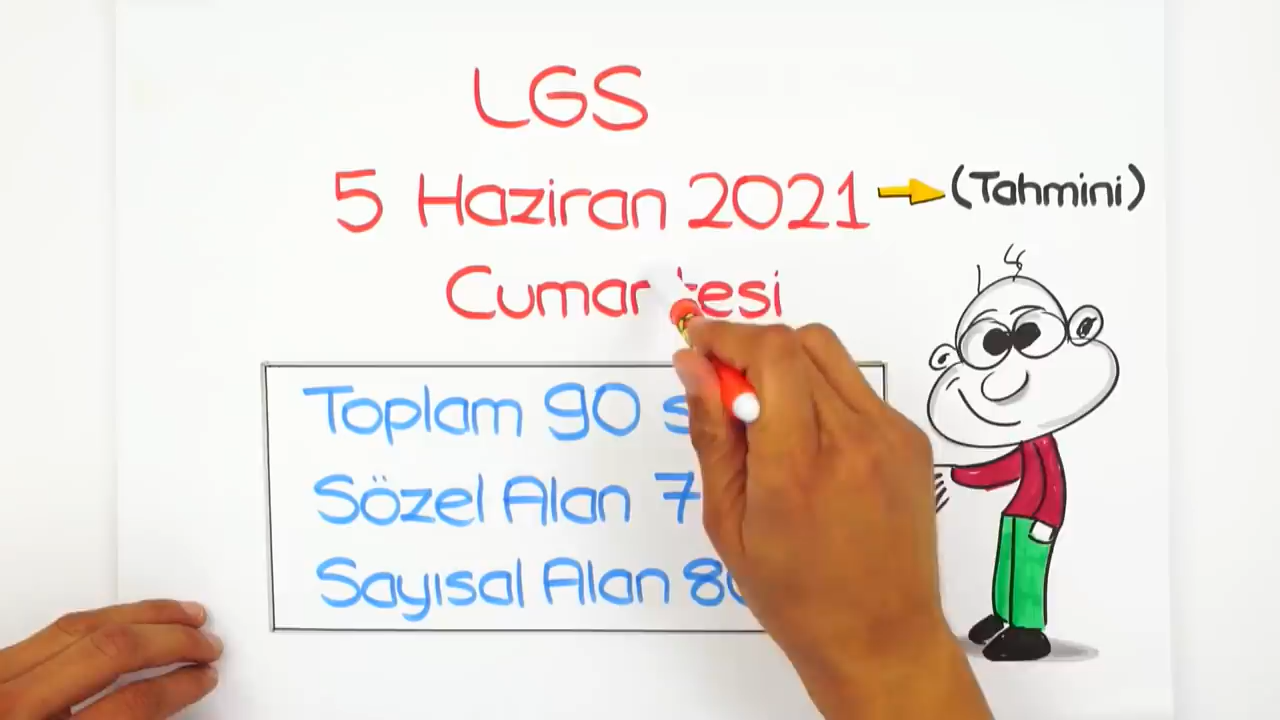 LGS
5 Haziran 2021 (Tahmini)
Cumartesi
Toplam 90
Sözel Alan
Sayısal Alan